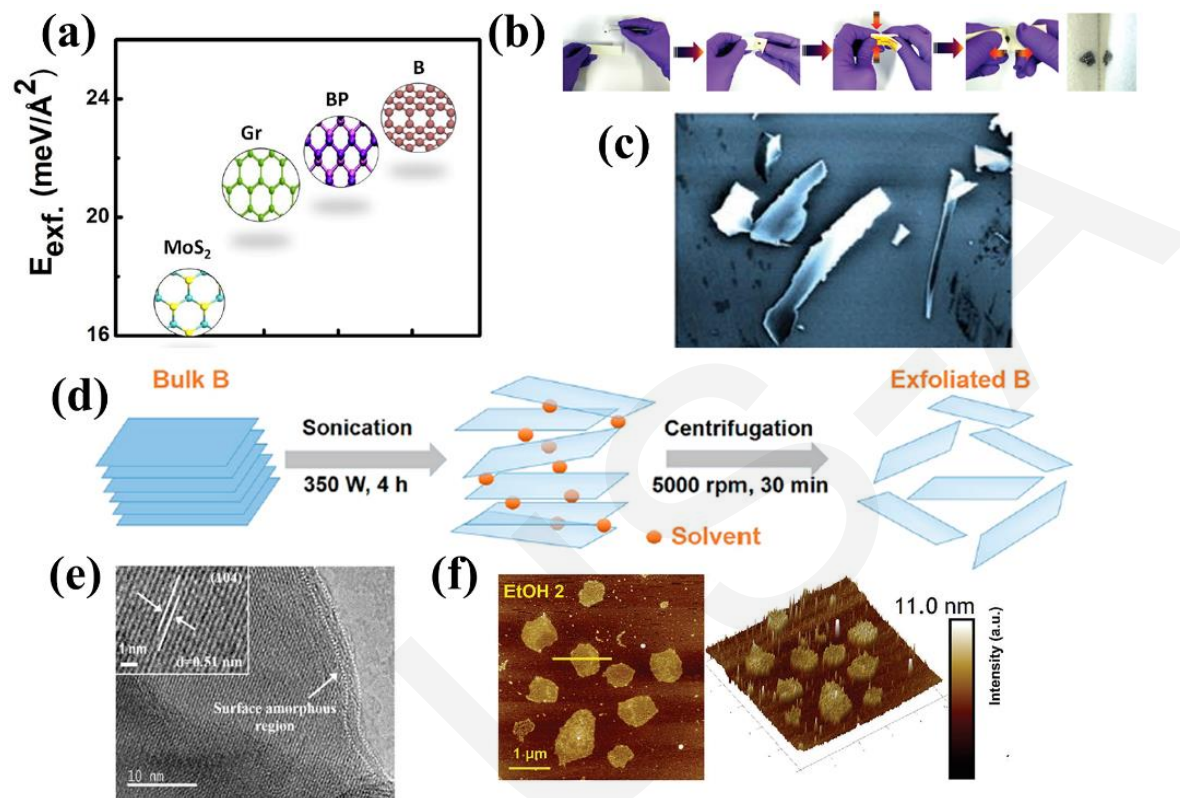 (a)
E_exf. (meV/Å²)
24
20
16
MoS₂
Gr
BP
B
(b)
(c)
(d)
Bulk B
Sonication
350 W, 4 h
Centrifugation
5000 rpm, 30 min
Solvent
Exfoliated B
(e)
(104)
1 nm
d=0.51 nm
Surface amorphous
region
10 nm
(f)
EtOH 2
1 µm
11.0 nm
Intensity (a.u.)